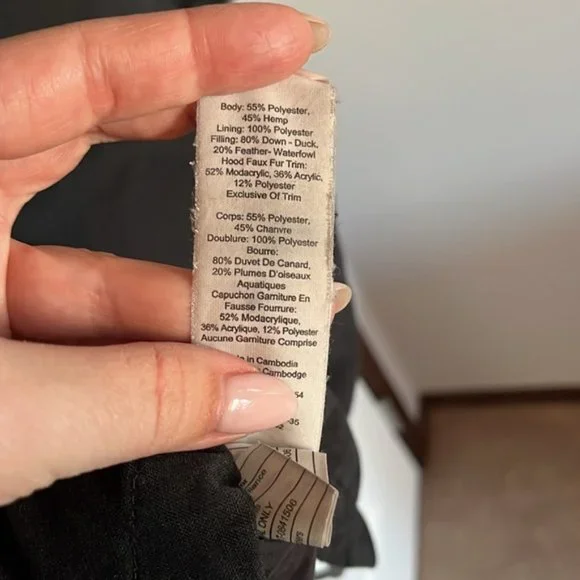 Body: 55% Polyester,
45% Hemp
Lining: 100% Polyester
Filling: 80% Down - Duck,
20% Feather- Waterfowl
Hood Faux Fur Trim:
52% Modacrylic, 36% Acrylic,
12% Polyester
Exclusive Of Trim
Corps: 55% Polyester,
45% Chanvre
Doublure: 100% Polyester
Bourre:
80% Duvet De Canard,
20% Plumes D'oiseaux
Aquatiques
Capuchon Garniture En
Fausse Fourrure:
52% Modacrylique,
36% Acrylique, 12% Polyester
Aucune Garniture Comprise
in Cambodia
Cambodge
54
-35
ONLY